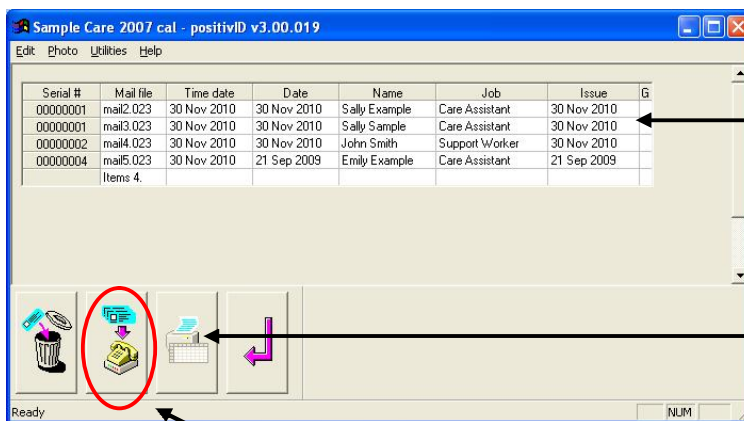 Sample Care 2007 cal - positivID v3.00.019
Edit Photo Utilities Help
Serial # Mail file Time date Date Name Job Issue G
00000001 mail2.023 30 Nov 2010 30 Nov 2010 Sally Example Care Assistant 30 Nov 2010
00000001 mail3.023 30 Nov 2010 30 Nov 2010 Sally Sample Care Assistant 30 Nov 2010
00000002 mail4.023 30 Nov 2010 30 Nov 2010 John Smith Support Worker 30 Nov 2010
00000004 mail5.023 30 Nov 2010 21 Sep 2009 Emily Example Care Assistant 21 Sep 2009
Items 4.
Ready NUM